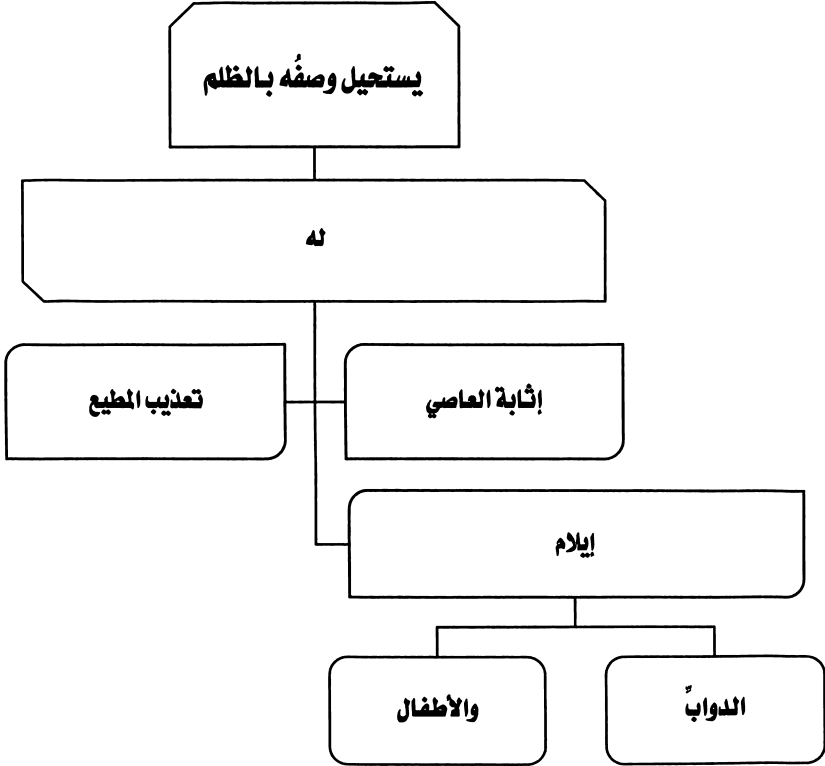 يستحيل وصفُه بالظلم
له
إثابة العاصي
تعذيب المطيع
إيلام
الدوابِّ
والأطفال